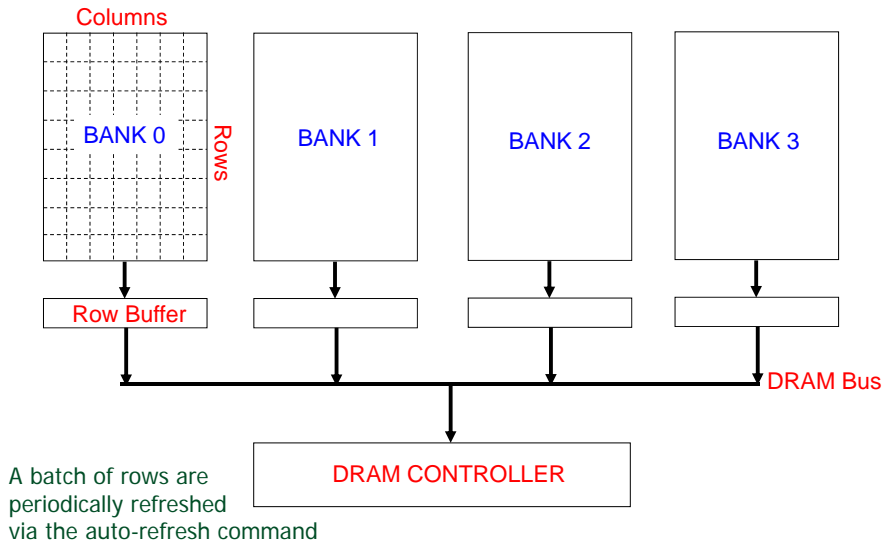 Columns
BANK 0
Rows
BANK 1
BANK 2
BANK 3
Row Buffer
DRAM Bus
DRAM CONTROLLER
A batch of rows are
periodically refreshed
via the auto-refresh command